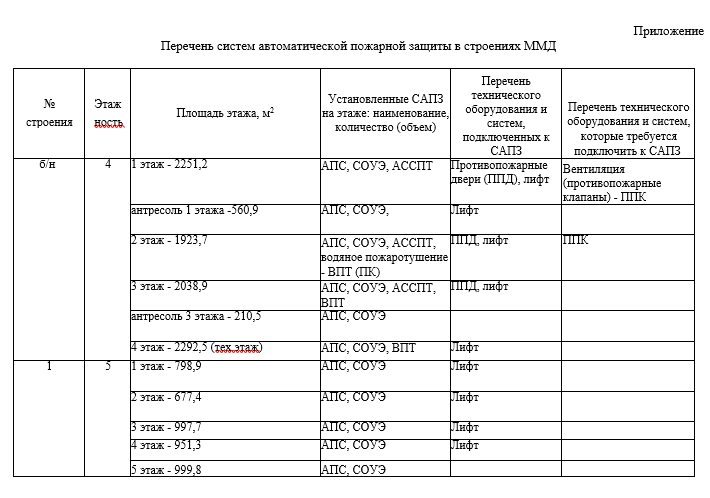 Приложение
Перечень систем автоматической пожарной защиты в строениях ММД
№
строения
Этаж
ность
Площадь этажа, м2
Установленные САПЗ
на этаже: наименование,
количество (объем)
Перечень
технического
оборудования и
систем,
подключенных к
САПЗ
Перечень технического
оборудования и систем,
которые требуется
подключить к САПЗ
б/н
4
1 этаж - 2251,2
АПС, СОУЭ, АССПТ
Противопожарные
двери (ППД), лифт
Вентиляция
(противопожарные
клапаны) - ППК
антресоль 1 этажа -560,9
АПС, СОУЭ,
Лифт
2 этаж - 1923,7
АПС, СОУЭ, АССПТ,
водяное пожаротушение
- ВПТ (ПК)
ППД, лифт
ППК
3 этаж - 2038,9
АПС, СОУЭ, АССПТ,
ВПТ
ППД, лифт
антресоль 3 этажа - 210,5
АПС, СОУЭ
4 этаж - 2292,5 (тех.этаж)
АПС, СОУЭ, ВПТ
Лифт
1
5
1 этаж - 798,9
АПС, СОУЭ
Лифт
2 этаж - 677,4
АПС, СОУЭ
Лифт
3 этаж - 997,7
АПС, СОУЭ
Лифт
4 этаж - 951,3
АПС, СОУЭ
Лифт
5 этаж - 999,8
АПС, СОУЭ